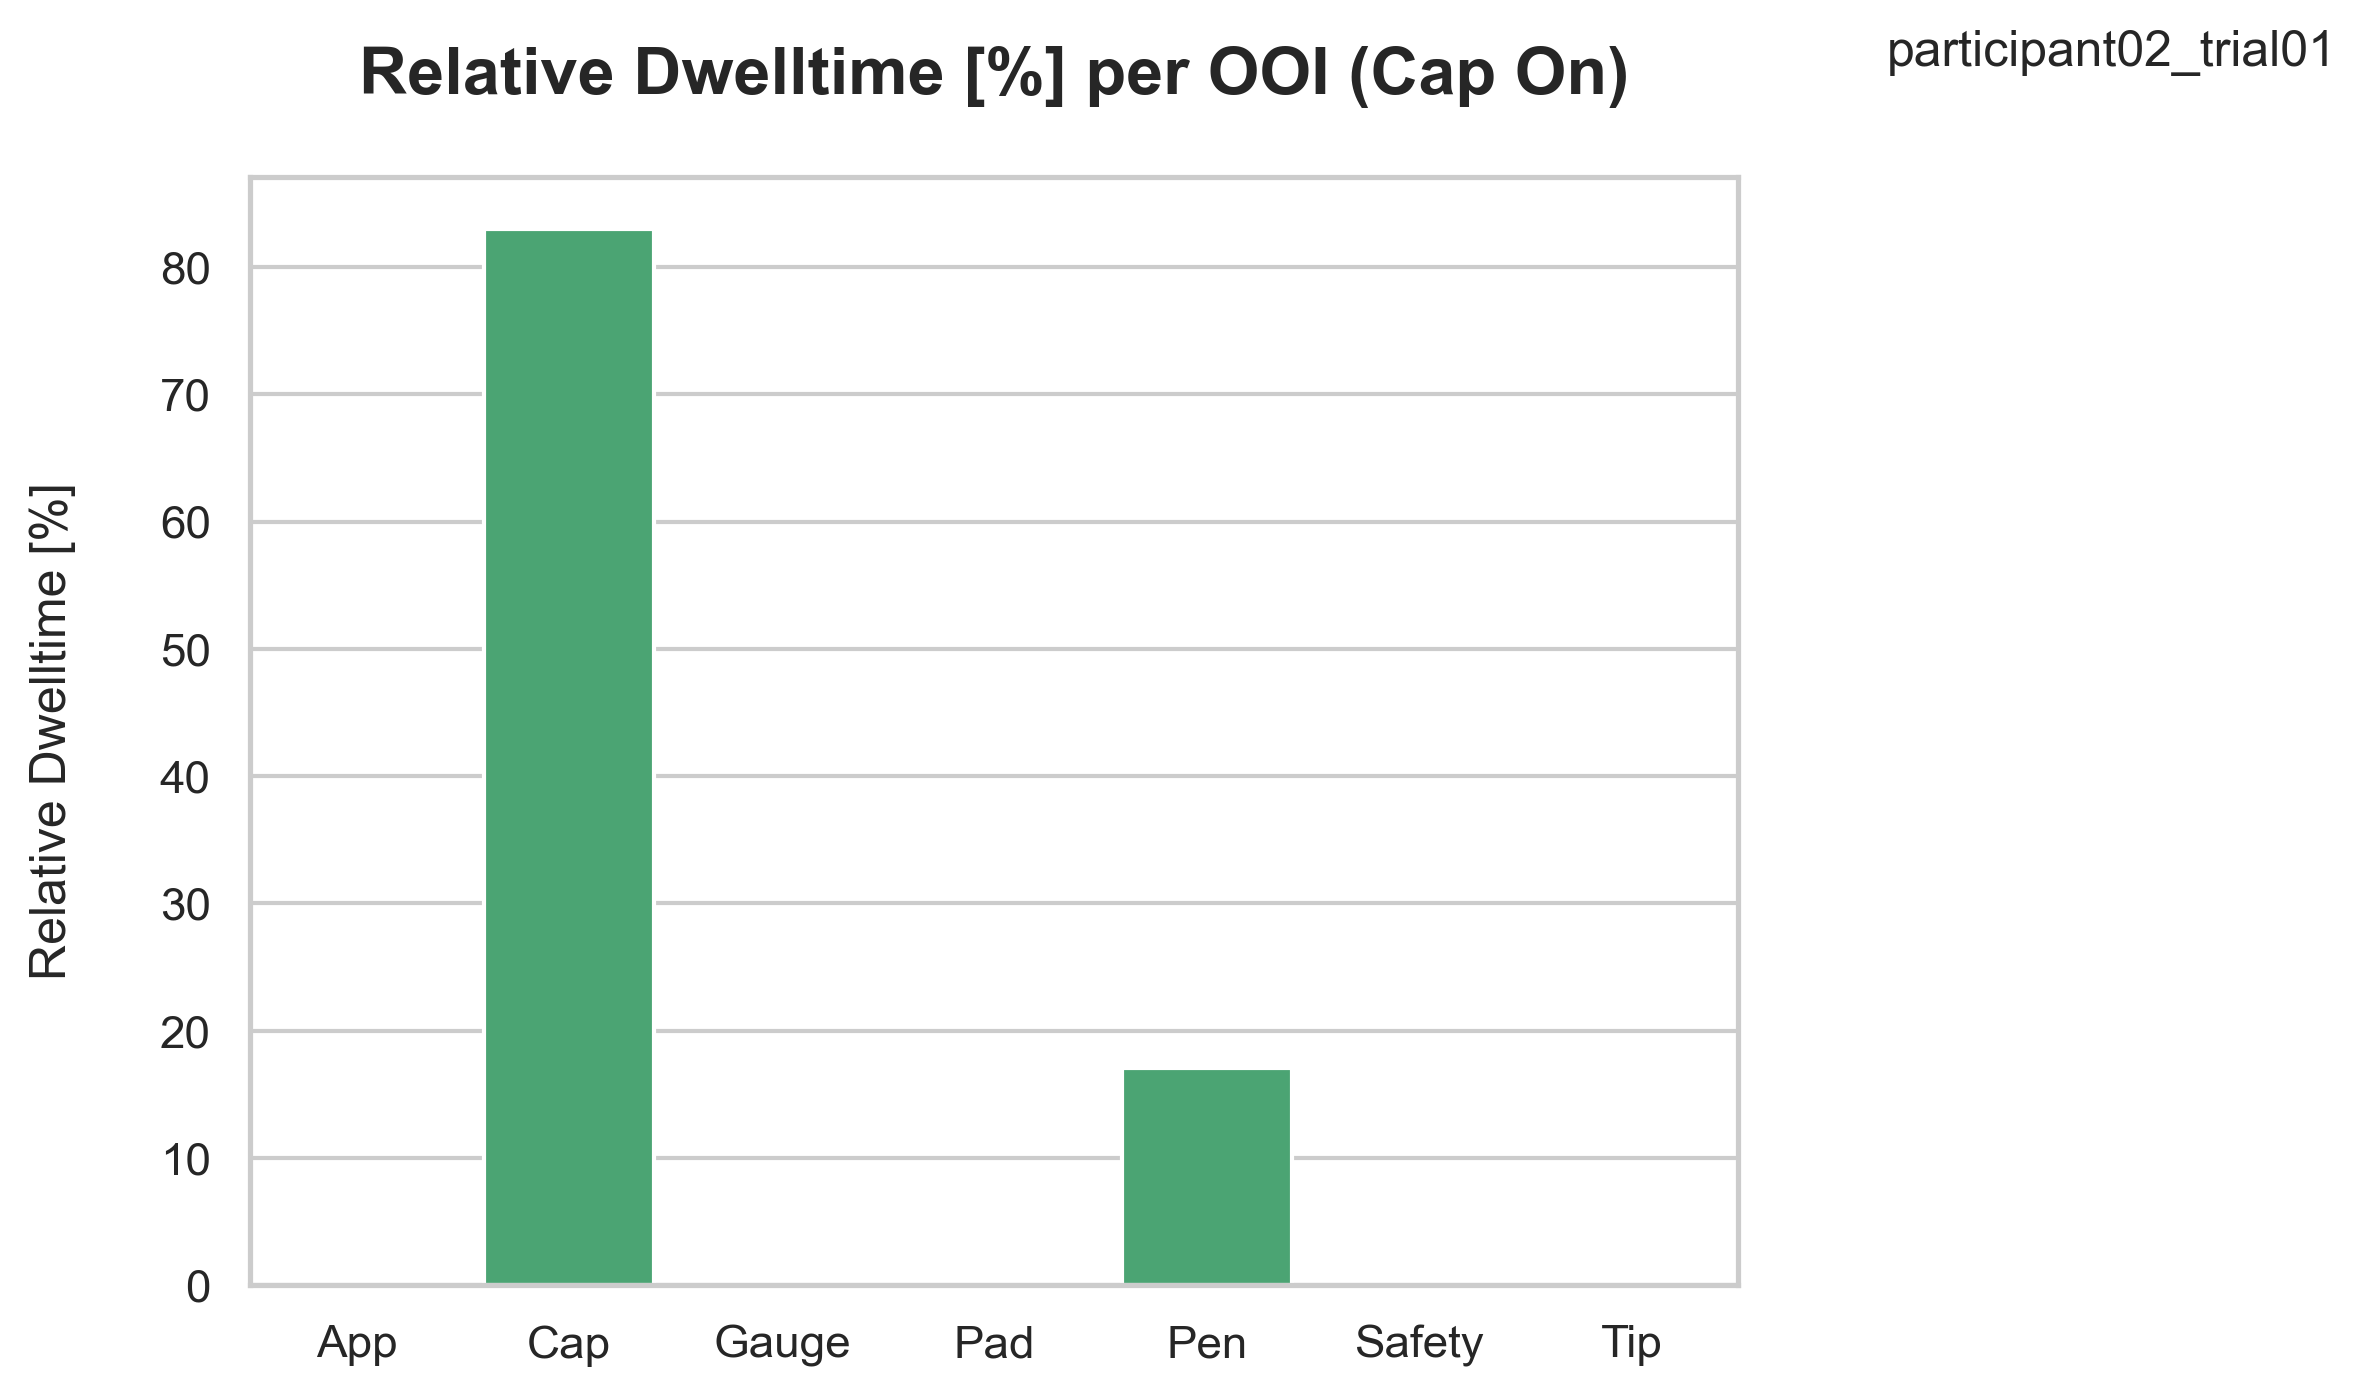 Relative Dwelltime [%] per OOI (Cap On)
participant02_trial01
Relative Dwelltime [%]
80
70
60
50
40
30
20
10
0
App Cap Gauge Pad Pen Safety Tip